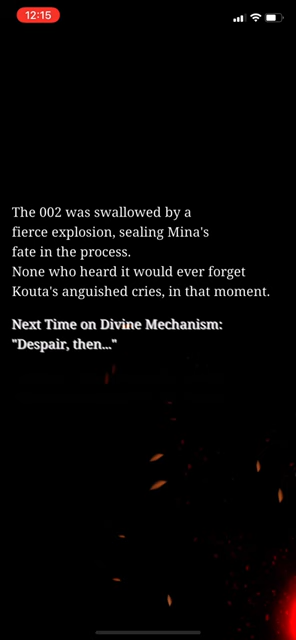 12:15
The 002 was swallowed by a
fierce explosion, sealing Mina's
fate in the process.
None who heard it would ever forget
Kouta's anguished cries, in that moment.
Next Time on Divine Mechanism:
"Despair, then..."